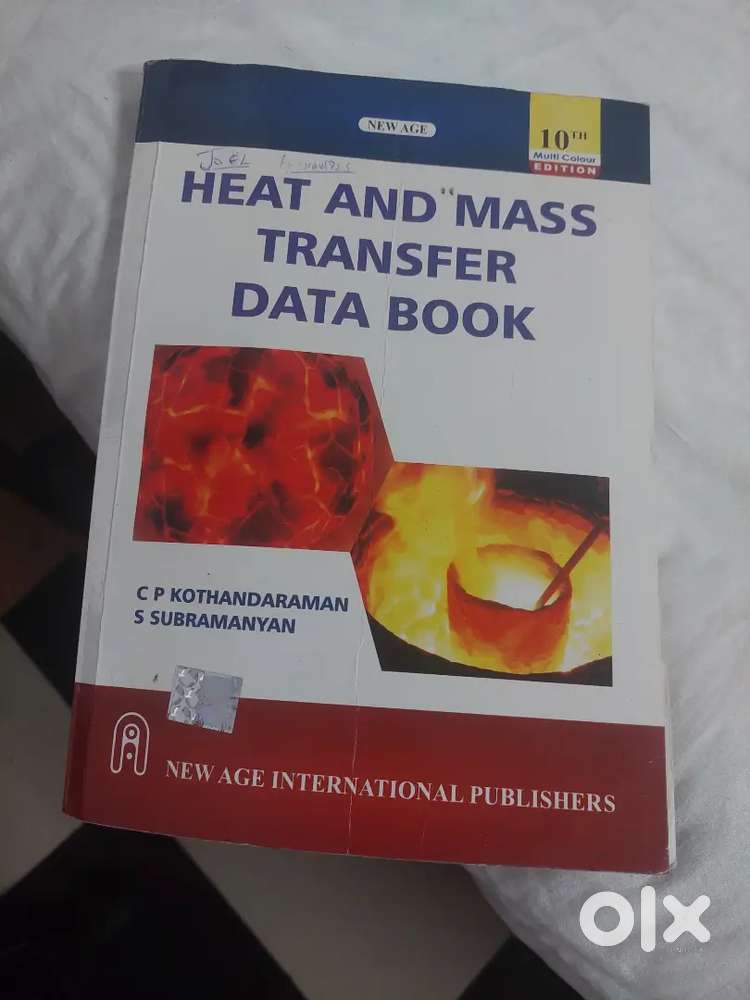 NEW AGE
10TH
Multi Colour
EDITION
JOEL
HEAT AND MASS
TRANSFER
DATA BOOK
C P KOTHANDARAMAN
S SUBRAMANYAN
NEW AGE INTERNATIONAL PUBLISHERS
olx